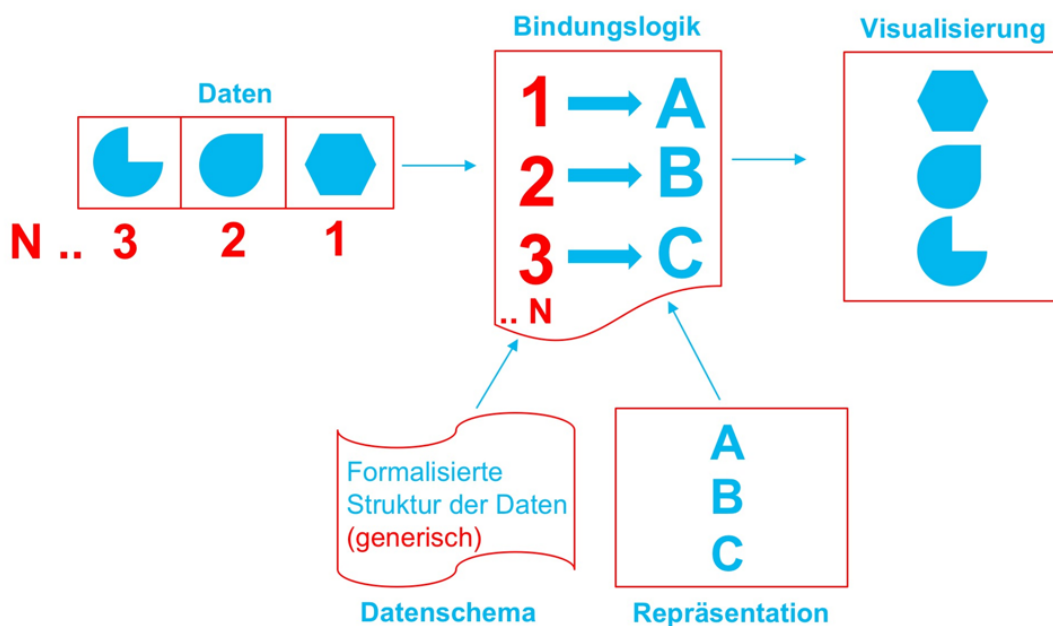 Bindungslogik
Visualisierung
Daten
N .. 3 2 1
1 A
2 B
3 C
.. N
Formalisierte
Struktur der Daten
(generisch)
A
B
C
Datenschema
Repräsentation